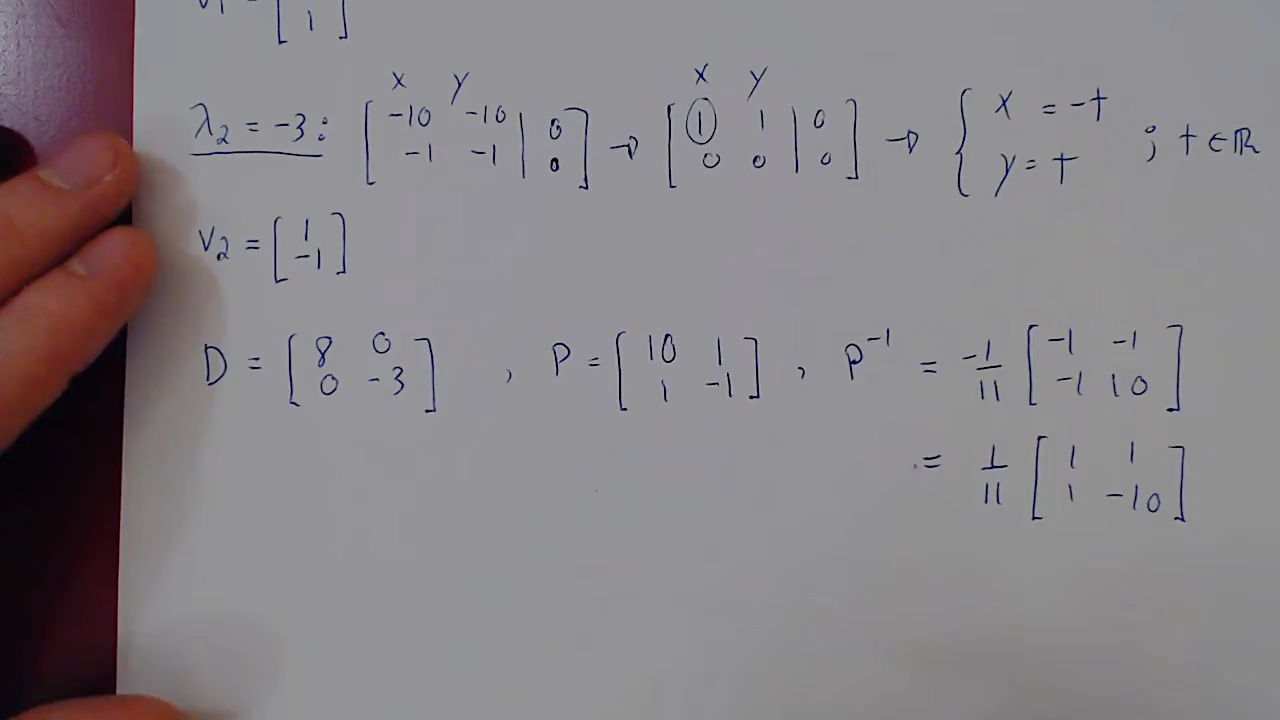 v₁ = [ 1 ]
x y x y
λ₂ = -3: [ -10 -10 | 0 ] → [ 1 1 | 0 ] → { x = -t ; t ∈ ℝ
[ -1 -1 | 0 ] [ 0 0 | 0 ] { y = t
v₂ = [ 1 ]
[ -1 ]
D = [ 8 0 ] , P = [ 10 1 ] , P⁻¹ = -1/11 [ -1 -1 ]
[ 0 -3 ] [ 1 -1 ] [ -1 10 ]
= 1/11 [ 1 1 ]
[ 1 -10 ]